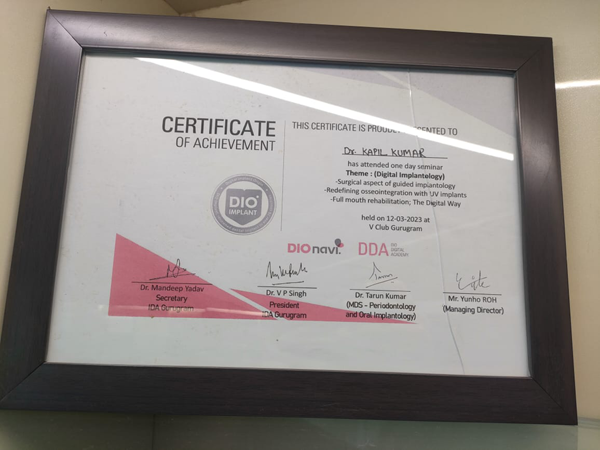 CERTIFICATE
OF ACHIEVEMENT
DIO
IMPLANT
THIS CERTIFICATE IS PROUDLY PRESENTED TO
Dr. KAPIL KUMAR
has attended one day seminar
Theme : (Digital Implantology)
-Surgical aspect of guided implantology
-Redefining osseointegration with UV implants
-Full mouth rehabilitation; The Digital Way
held on 12-03-2023 at
V Club Gurugram
DIOnavi.
DDA DIO DIGITAL ACADEMY
Dr. Mandeep Yadav
Secretary
IDA Gurugram
Dr. V P Singh
President
IDA Gurugram
Dr. Tarun Kumar
(MDS - Periodontology
and Oral Implantology)
Mr. Yunho ROH
(Managing Director)